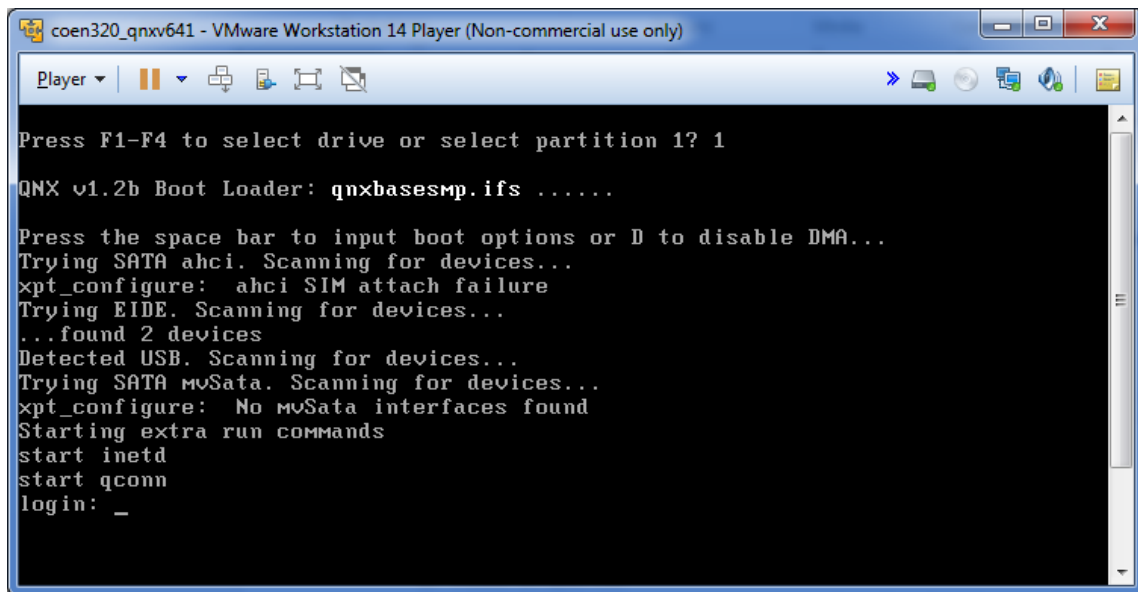 coen320_qnxv641 - VMware Workstation 14 Player (Non-commercial use only)
Player
Press F1-F4 to select drive or select partition 1? 1
QNX v1.2b Boot Loader: qnxbasesmp.ifs ......
Press the space bar to input boot options or D to disable DMA...
Trying SATA ahci. Scanning for devices...
xpt_configure:  ahci SIM attach failure
Trying EIDE. Scanning for devices...
...found 2 devices
Detected USB. Scanning for devices...
Trying SATA mvSata. Scanning for devices...
xpt_configure:  No mvSata interfaces found
Starting extra run commands
start inetd
start qconn
login: _